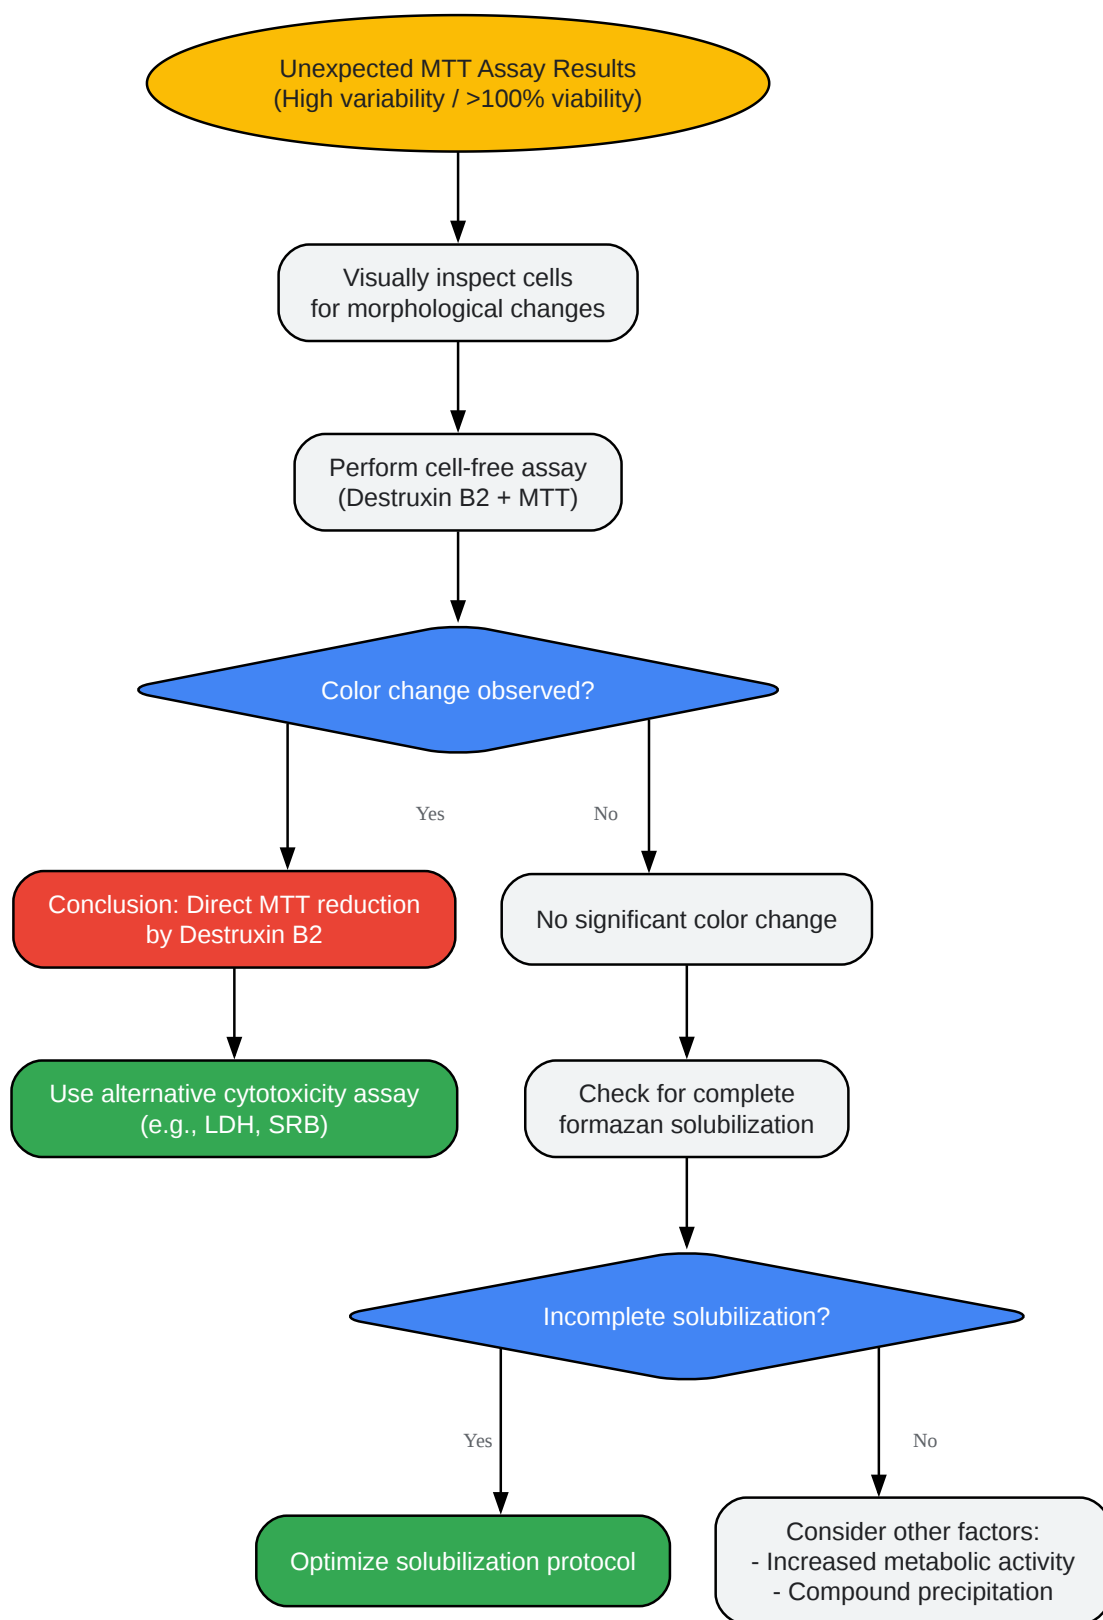 Unexpected MTT Assay Results
(High variability / >100% viability)
Visually inspect cells
for morphological changes
Perform cell-free assay
(Destruxin B2 + MTT)
Color change observed?
Yes
No
Conclusion: Direct MTT reduction
by Destruxin B2
No significant color change
Use alternative cytotoxicity assay
(e.g., LDH, SRB)
Check for complete
formazan solubilization
Incomplete solubilization?
Yes
No
Optimize solubilization protocol
Consider other factors:
- Increased metabolic activity
- Compound precipitation